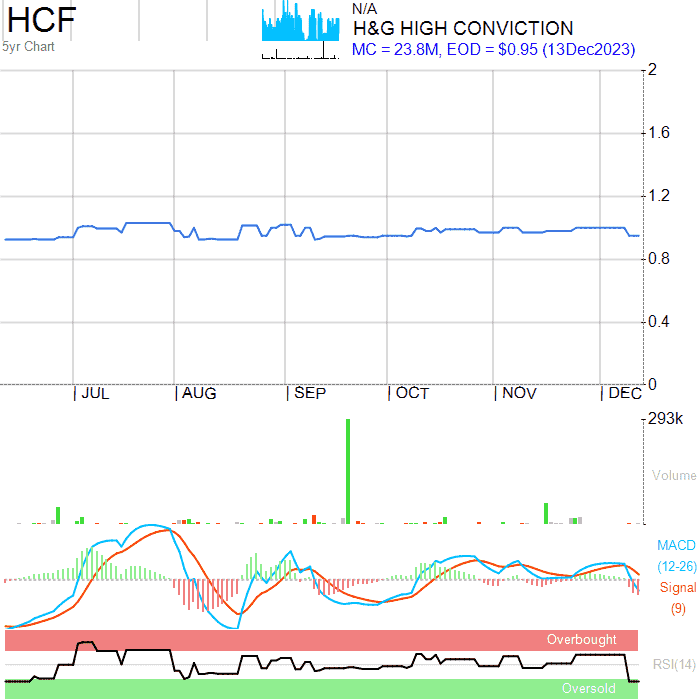 HCF
5yr Chart
N/A
H&G HIGH CONVICTION
MC = 23.8M, EOD = $0.95 (13Dec2023)
2
1.6
1.2
0.8
0.4
0
| JUL | AUG | SEP | OCT | NOV | DEC
293k
Volume
MACD
(12-26)
Signal
(9)
Overbought
RSI(14)
Oversold